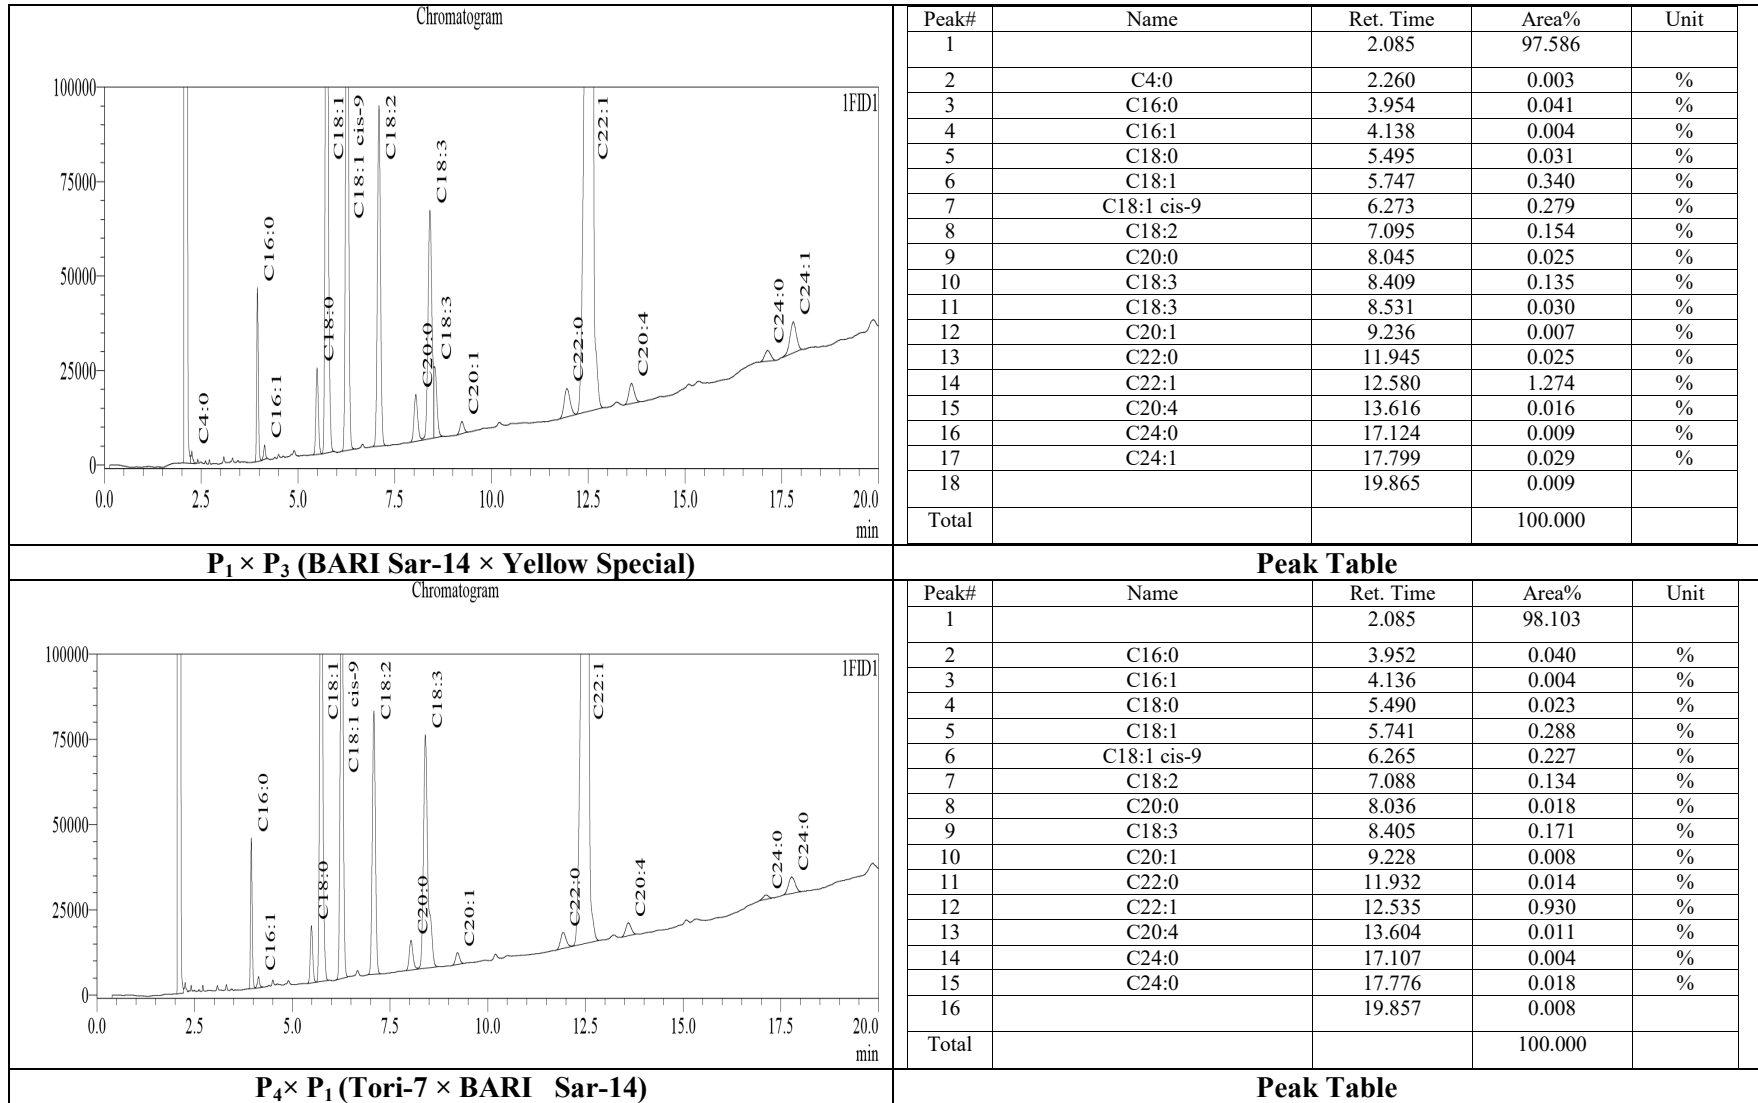 Chromatogram
100000
75000
50000
25000
0
1FID1
C4:0
C16:0
C16:1
C18:0
C18:1
C18:1 cis-9
C18:2
C20:0
C18:3
C18:3
C20:1
C22:0
C22:1
C20:4
C24:0
C24:1
0.0 2.5 5.0 7.5 10.0 12.5 15.0 17.5 20.0
min
Peak# Name Ret. Time Area% Unit
1 2.085 97.586
2 C4:0 2.260 0.003 %
3 C16:0 3.954 0.041 %
4 C16:1 4.138 0.004 %
5 C18:0 5.495 0.031 %
6 C18:1 5.747 0.340 %
7 C18:1 cis-9 6.273 0.279 %
8 C18:2 7.095 0.154 %
9 C20:0 8.045 0.025 %
10 C18:3 8.409 0.135 %
11 C18:3 8.531 0.030 %
12 C20:1 9.236 0.007 %
13 C22:0 11.945 0.025 %
14 C22:1 12.580 1.274 %
15 C20:4 13.616 0.016 %
16 C24:0 17.124 0.009 %
17 C24:1 17.799 0.029 %
18 19.865 0.009
Total 100.000
P₁ × P₃ (BARI Sar-14 × Yellow Special) Peak Table
Chromatogram
100000
75000
50000
25000
0
1FID1
C16:0
C16:1
C18:0
C18:1
C18:1 cis-9
C18:2
C20:0
C18:3
C20:1
C22:0
C22:1
C20:4
C24:0
C24:0
0.0 2.5 5.0 7.5 10.0 12.5 15.0 17.5 20.0
min
Peak# Name Ret. Time Area% Unit
1 2.085 98.103
2 C16:0 3.952 0.040 %
3 C16:1 4.136 0.004 %
4 C18:0 5.490 0.023 %
5 C18:1 5.741 0.288 %
6 C18:1 cis-9 6.265 0.227 %
7 C18:2 7.088 0.134 %
8 C20:0 8.036 0.018 %
9 C18:3 8.405 0.171 %
10 C20:1 9.228 0.008 %
11 C22:0 11.932 0.014 %
12 C22:1 12.535 0.930 %
13 C20:4 13.604 0.011 %
14 C24:0 17.107 0.004 %
15 C24:0 17.776 0.018 %
16 19.857 0.008
Total 100.000
P₄× P₁ (Tori-7 × BARI Sar-14) Peak Table